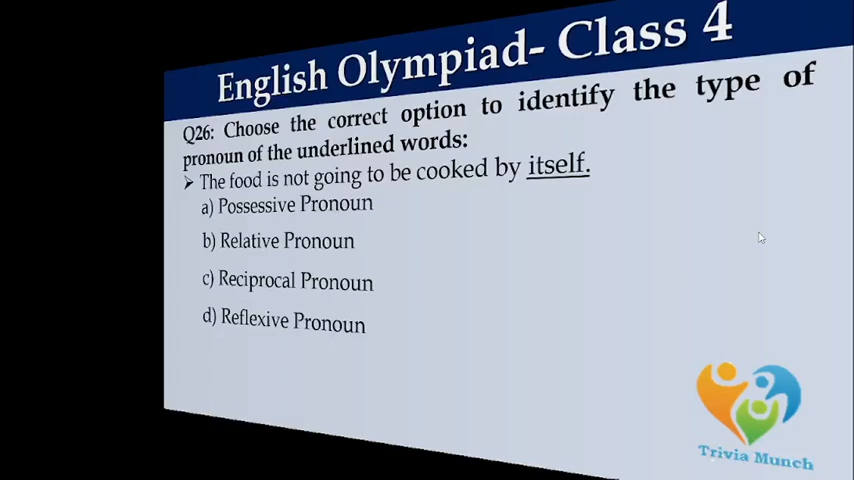 English Olympiad- Class 4
Q26: Choose the correct option to identify the type of
pronoun of the underlined words:
➢ The food is not going to be cooked by itself.
a) Possessive Pronoun
b) Relative Pronoun
c) Reciprocal Pronoun
d) Reflexive Pronoun
Trivia Munch